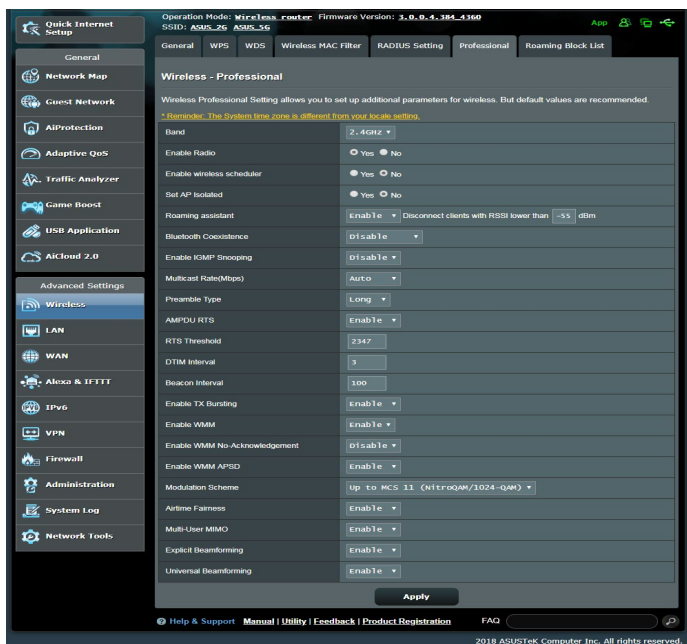 Quick Internet Setup
Operation Mode: Wireless router Firmware Version: 3.0.0.4.384_4360
SSID: ASUS_2G ASUS_5G
App
General WPS WDS Wireless MAC Filter RADIUS Setting Professional Roaming Block List
General
Network Map
Guest Network
AiProtection
Adaptive QoS
Traffic Analyzer
Game Boost
USB Application
AiCloud 2.0
Advanced Settings
Wireless
LAN
WAN
Alexa & IFTTT
IPv6
VPN
Firewall
Administration
System Log
Network Tools
Wireless - Professional
Wireless Professional Setting allows you to set up additional parameters for wireless. But default values are recommended.
* Reminder: The System time zone is different from your locale setting.
Band 2.4GHz
Enable Radio Yes No
Enable wireless scheduler Yes No
Set AP Isolated Yes No
Roaming assistant Enable Disconnect clients with RSSI lower than -55 dBm
Bluetooth Coexistence Disable
Enable IGMP Snooping Disable
Multicast Rate(Mbps) Auto
Preamble Type Long
AMPDU RTS Enable
RTS Threshold 2347
DTIM Interval 3
Beacon Interval 100
Enable TX Bursting Enable
Enable WMM Enable
Enable WMM No-Acknowledgement Disable
Enable WMM APSD Enable
Modulation Scheme Up to MCS 11 (NitroQAM/1024-QAM)
Airtime Fairness Enable
Multi-User MIMO Enable
Explicit Beamforming Enable
Universal Beamforming Enable
Apply
Help & Support Manual | Utility | Feedback | Product Registration FAQ
2018 ASUSTeK Computer Inc. All rights reserved.